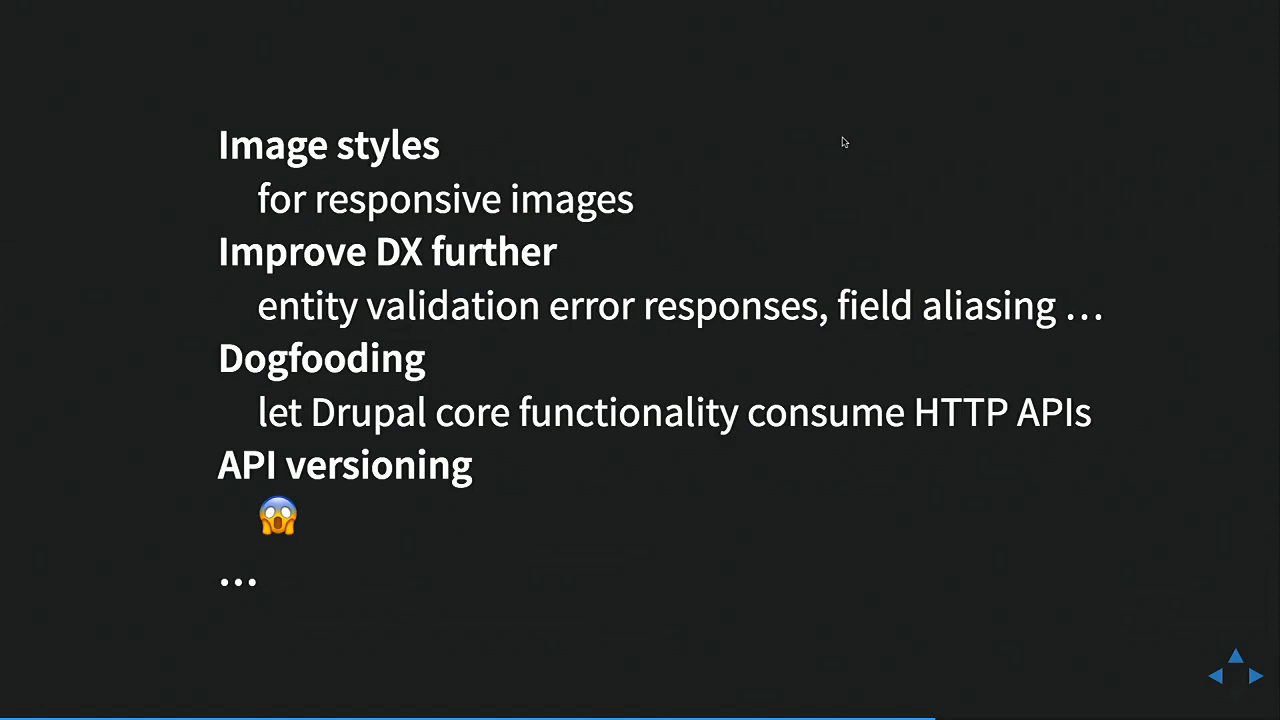 Image styles
for responsive images
Improve DX further
entity validation error responses, field aliasing …
Dogfooding
let Drupal core functionality consume HTTP APIs
API versioning
😱
…